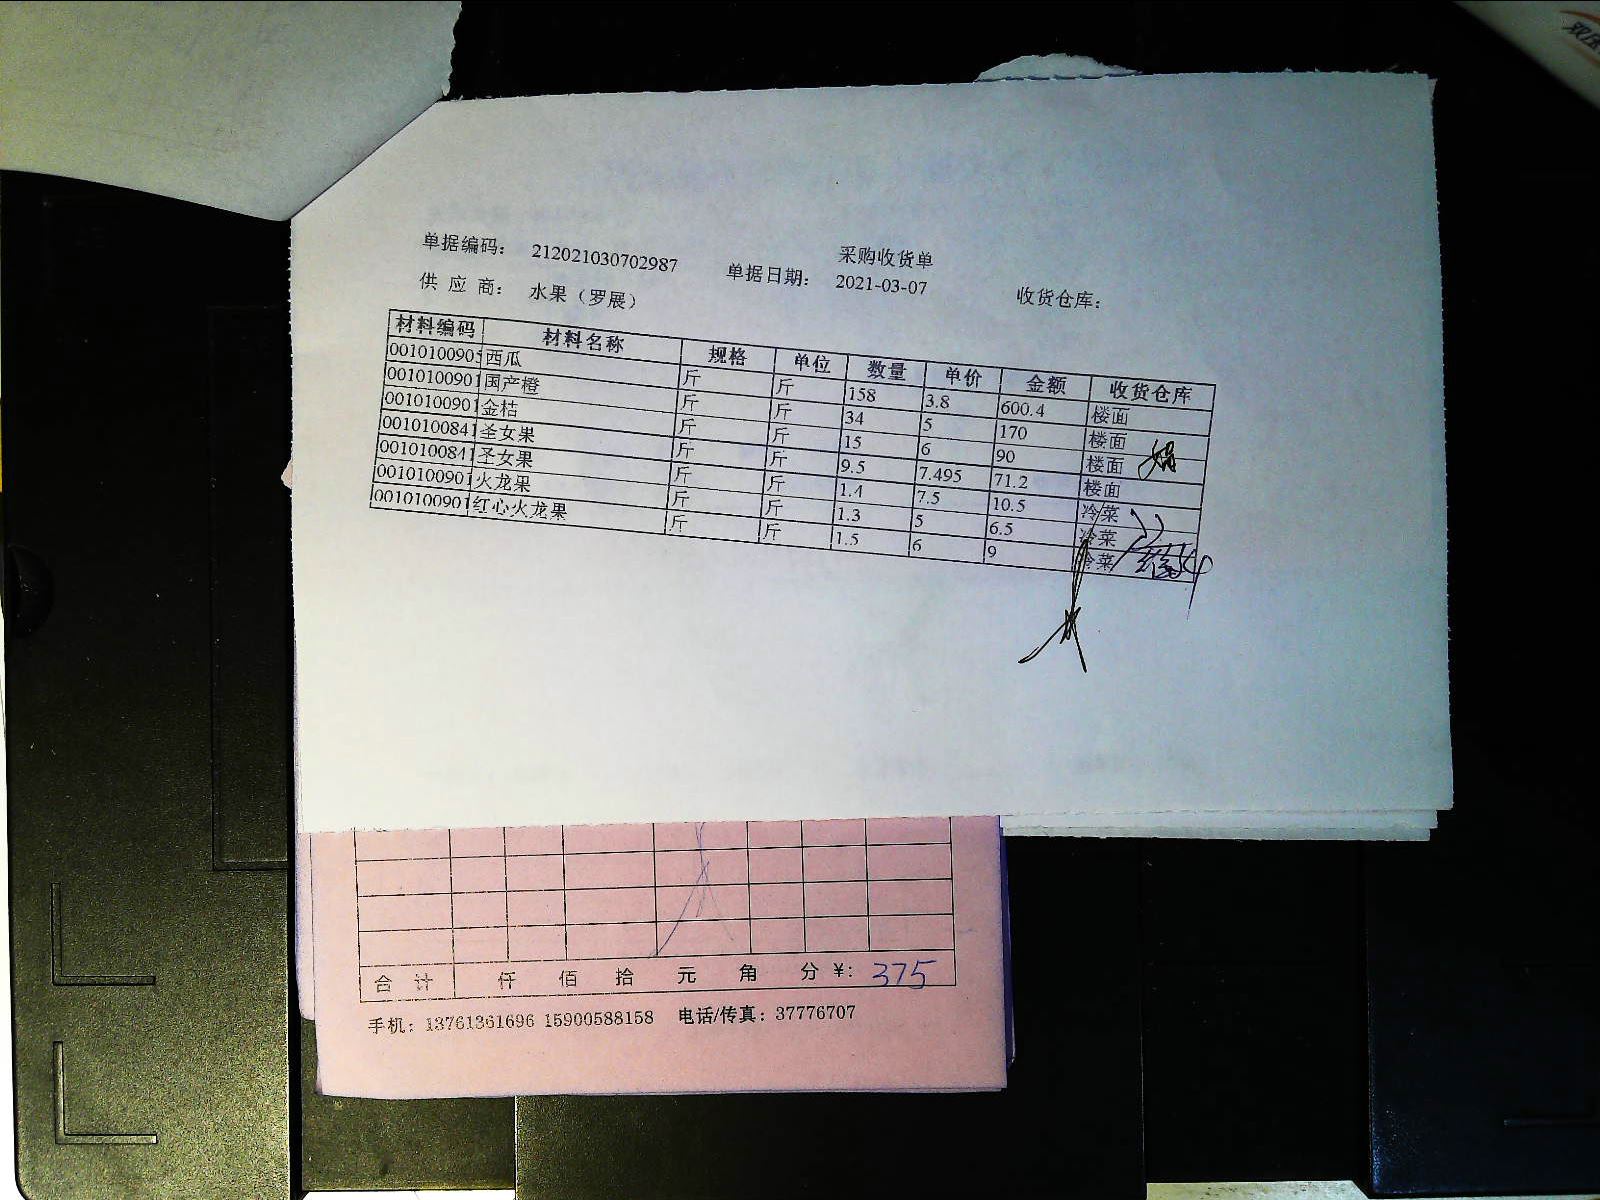 采购收货单
单据编码： 212021030702987 单据日期： 2021-03-07 收货仓库：
供 应 商： 水果（罗展）
材料编码 材料名称 规格 单位 数量 单价 金额 收货仓库
001010090 西瓜 斤 斤 158 3.8 600.4 楼面
001010090 国产橙 斤 斤 34 5 170 楼面
001010090 金桔 斤 斤 15 6 90 楼面
001010084 圣女果 斤 斤 9.5 7.495 71.2 楼面
001010084 圣女果 斤 斤 1.4 7.5 10.5 冷菜
001010090 火龙果 斤 斤 1.3 5 6.5 冷菜
001010090 红心火龙果 斤 斤 1.5 6 9 冷菜
合 计 仟 佰 拾 元 角 分 ¥: 375
手机：13761361696 15900588158 电话/传真：37776707